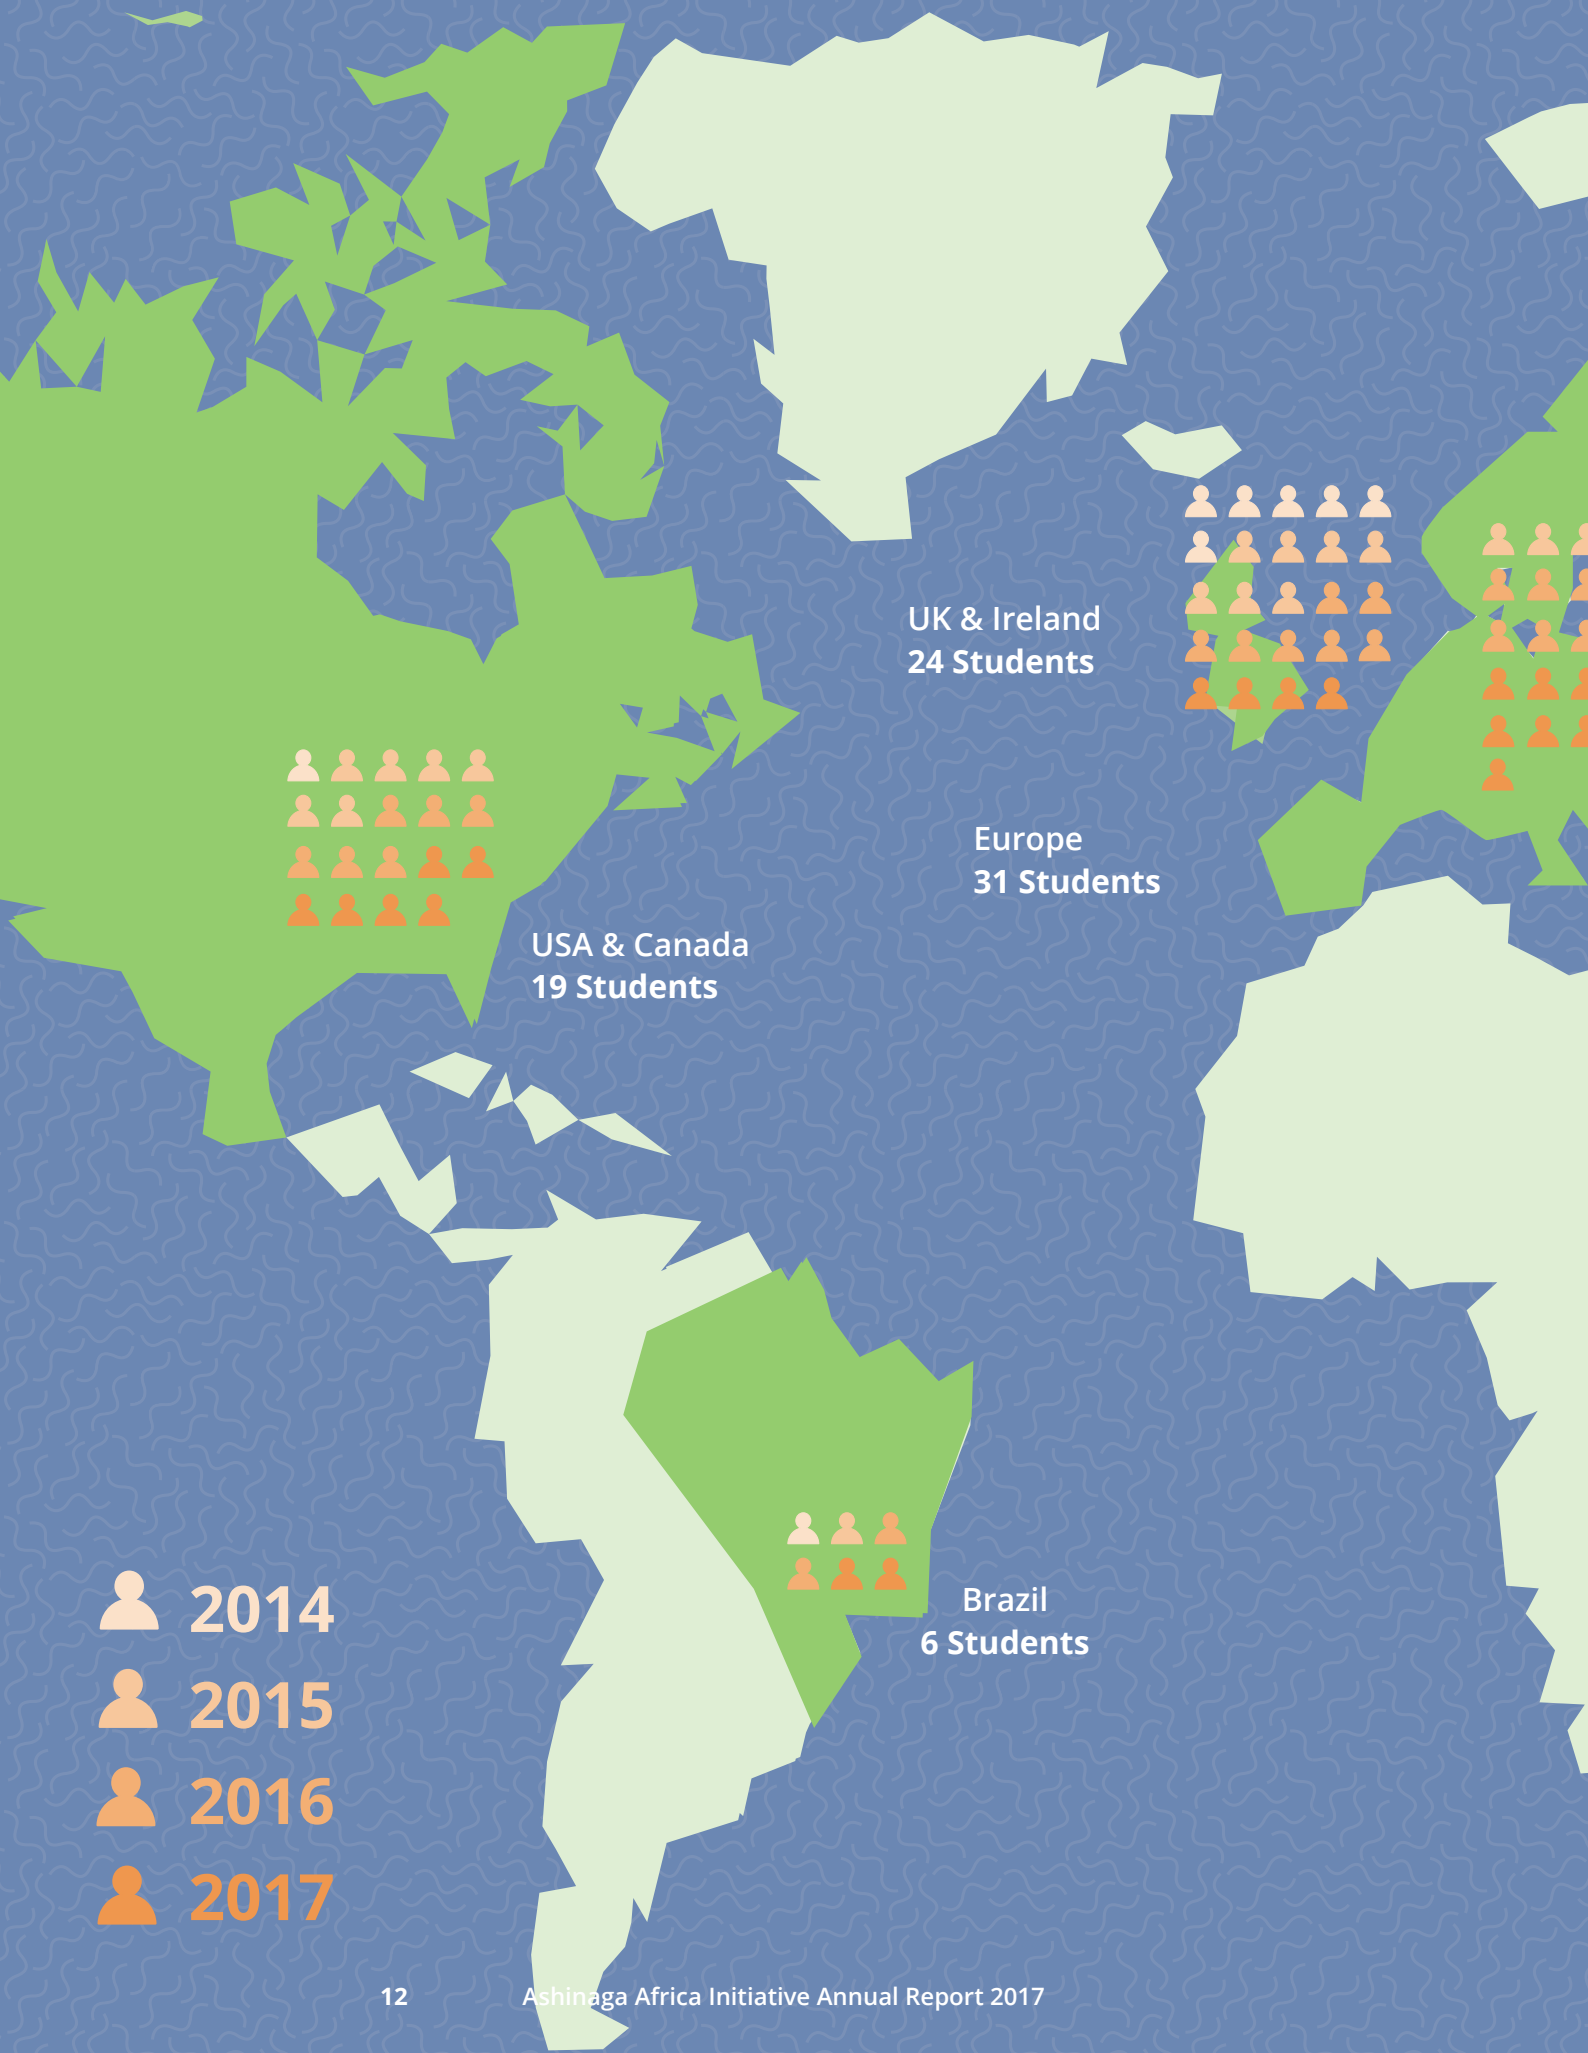 UK & Ireland
24 Students
Europe
31 Students
USA & Canada
19 Students
Brazil
6 Students
2014
2015
2016
2017
12
Ashinaga Africa Initiative Annual Report 2017